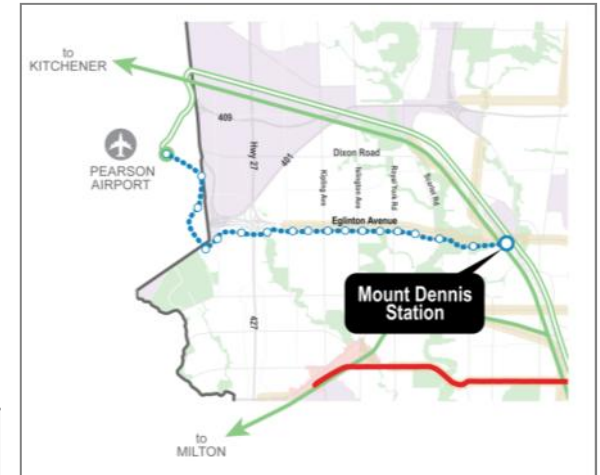 to
KITCHENER
409
Hwy 27
401
Dixon Road
PEARSON
AIRPORT
Kipling Ave
Islington Ave
Royal York Rd
Scarlet Rd
Eglinton Avenue
Mount Dennis
Station
427
to
MILTON